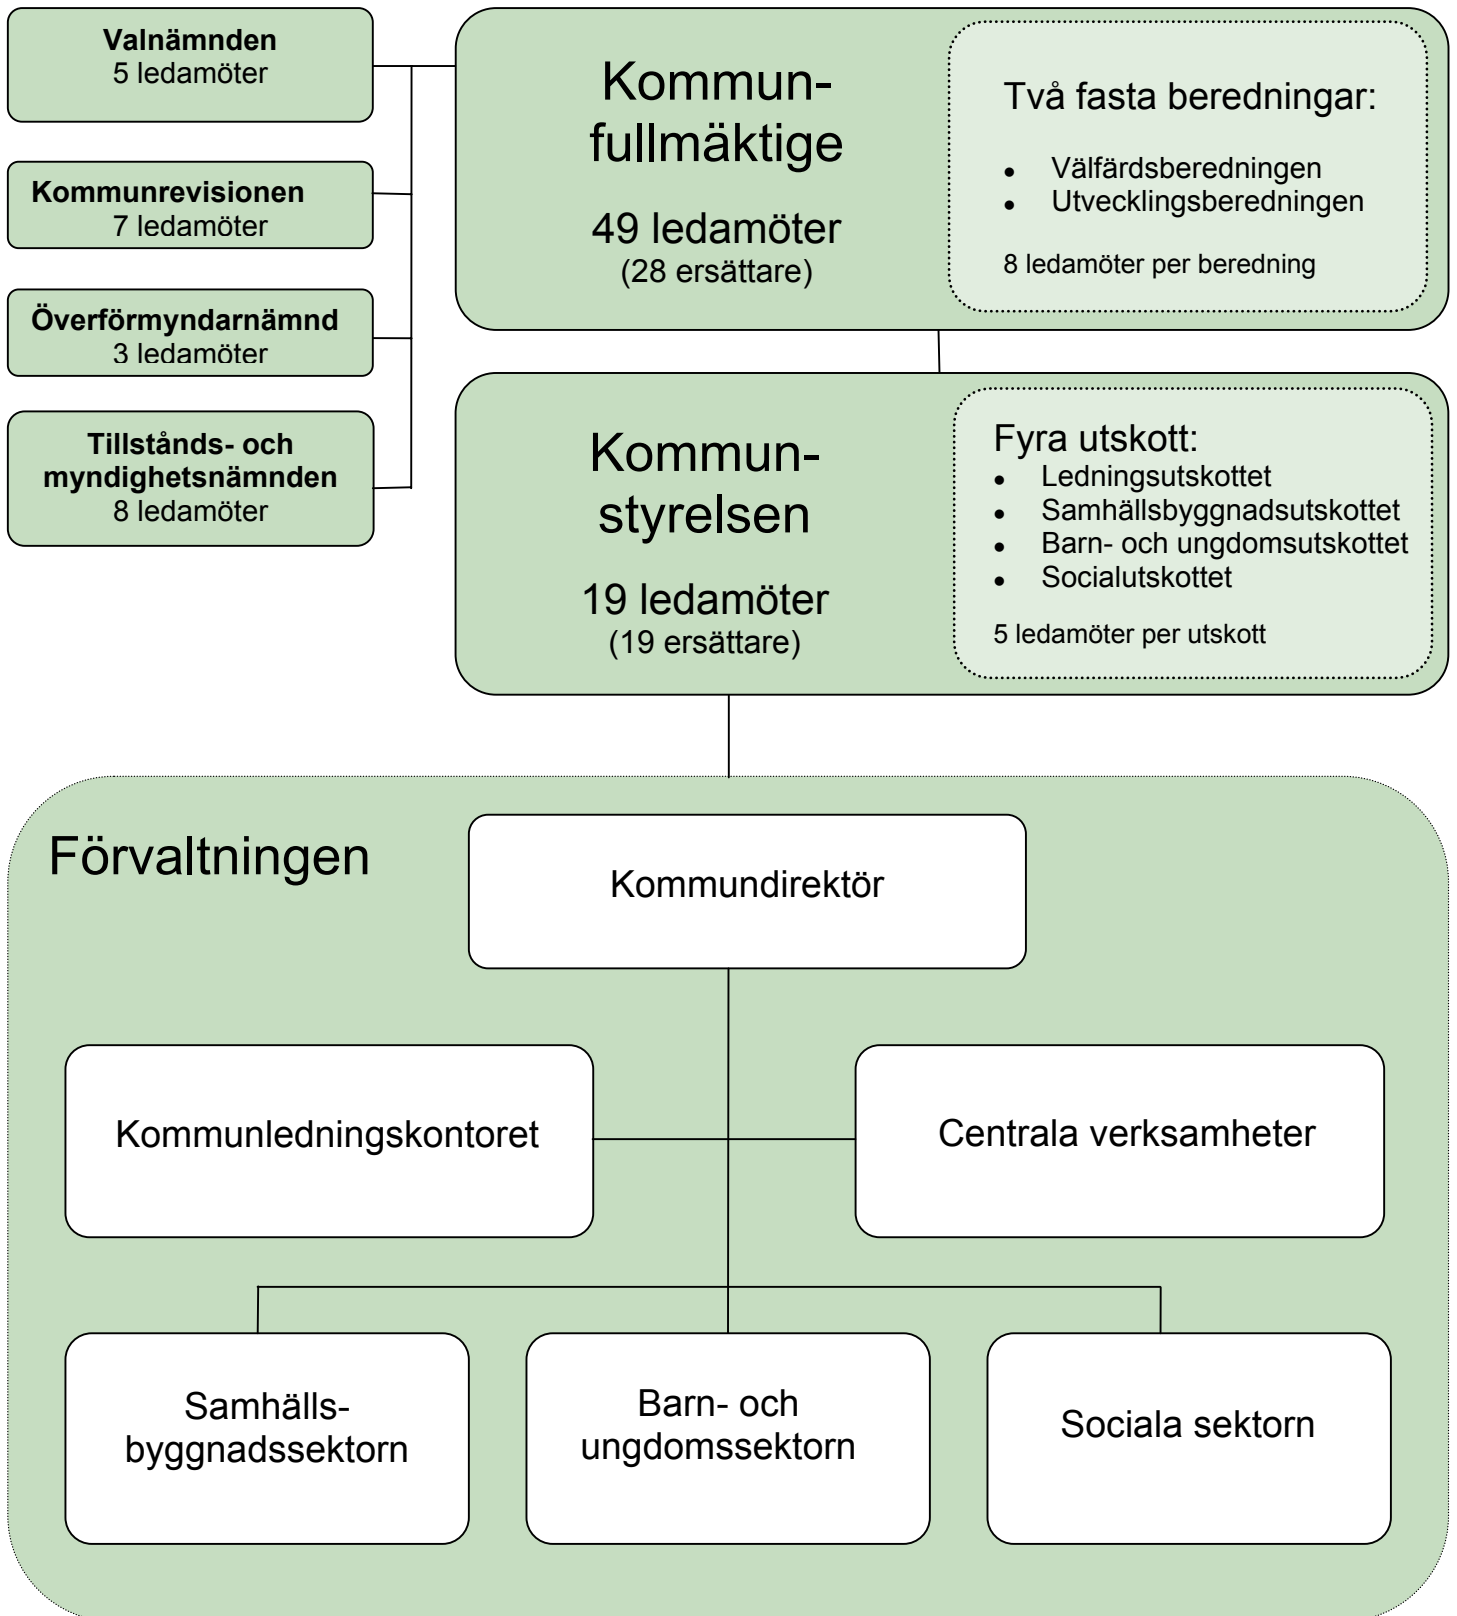 Valnämnden
5 ledamöter
Kommunrevisionen
7 ledamöter
Överförmyndarnämnd
3 ledamöter
Tillstånds- och
myndighetsnämnden
8 ledamöter
Kommun-
fullmäktige
49 ledamöter
(28 ersättare)
Två fasta beredningar:
• Välfärdsberedningen
• Utvecklingsberedningen
8 ledamöter per beredning
Kommun-
styrelsen
19 ledamöter
(19 ersättare)
Fyra utskott:
• Ledningsutskottet
• Samhällsbyggnadsutskottet
• Barn- och ungdomsutskottet
• Socialutskottet
5 ledamöter per utskott
Förvaltningen
Kommundirektör
Kommunledningskontoret
Centrala verksamheter
Samhälls-
byggnadssektorn
Barn- och
ungdomssektorn
Sociala sektorn